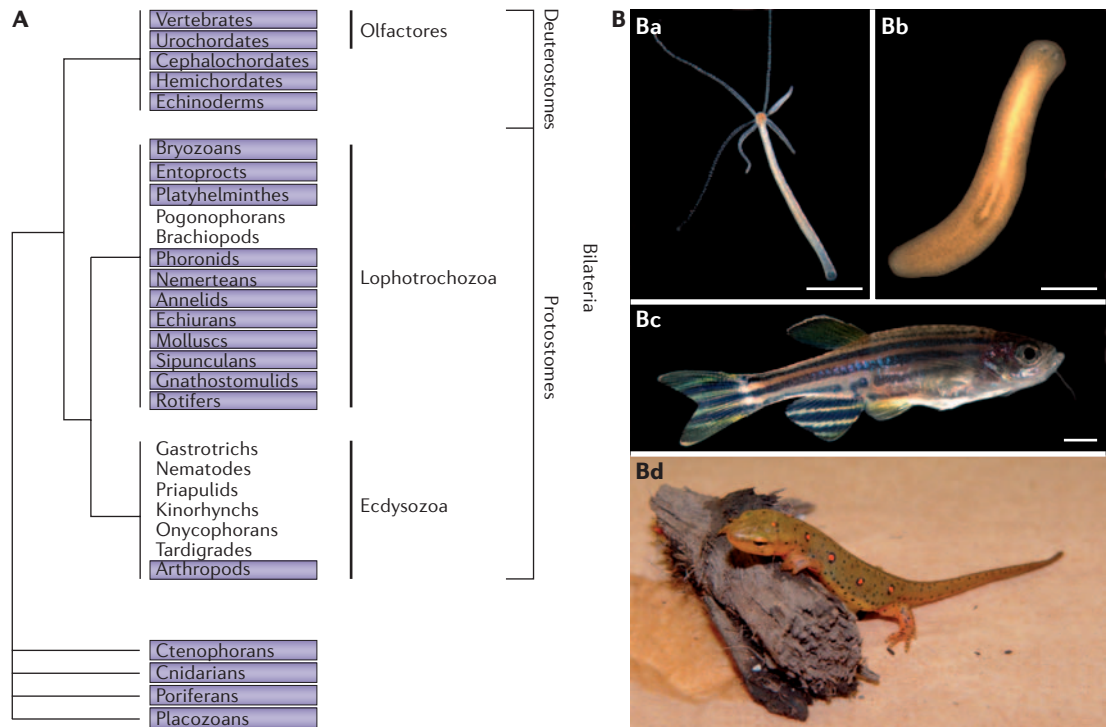 A
Vertebrates
Urochordates
Cephalochordates
Hemichordates
Echinoderms
Olfactores
Deuterostomes
Bryozoans
Entoprocts
Platyhelminthes
Pogonophorans
Brachiopods
Phoronids
Nemerteans
Annelids
Echiurans
Molluscs
Sipunculans
Gnathostomulids
Rotifers
Lophotrochozoa
Gastrotrichs
Nematodes
Priapulids
Kinorhynchs
Onycophorans
Tardigrades
Arthropods
Ecdysozoa
Protostomes
Bilateria
Ctenophorans
Cnidarians
Poriferans
Placozoans
B
Ba
Bb
Bc
Bd